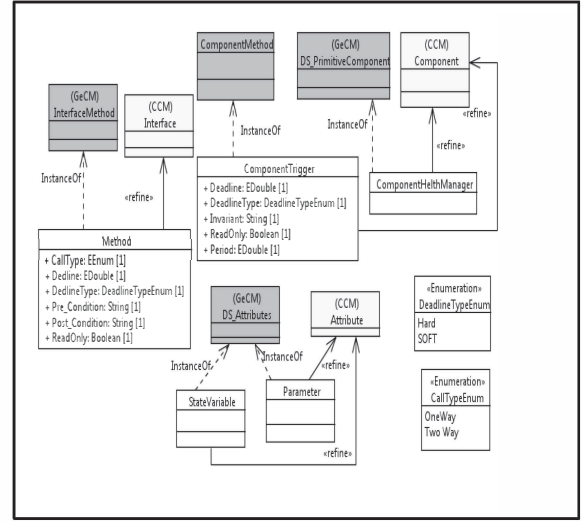 ComponentMethod
(GeCM)
DS_PrimitiveComponent
(CCM)
Component
(GeCM)
InterfaceMethod
(CCM)
Interface
InstanceOf
InstanceOf
«refine»
«refine»
InstanceOf
«refine»
ComponentTrigger
+ Deadline: EDouble [1]
+ DeadlineType: DeadlineTypeEnum [1]
+ Invariant: String [1]
+ ReadOnly: Boolean [1]
+ Period: EDouble [1]
ComponentHelthManager
Method
+ CallType: EEnum [1]
+ Dedline: EDouble [1]
+ DedlineType: DeadlineTypeEnum [1]
+ Pre_Condition: String [1]
+ Post_Condition: String [1]
+ ReadOnly: Boolean [1]
(GeCM)
DS_Attributes
(CCM)
Attribute
«Enumeration»
DeadlineTypeEnum
Hard
SOFT
InstanceOf
InstanceOf
«refine»
StateVariable
Parameter
«refine»
«Enumeration»
CallTypeEnum
OneWay
Two Way